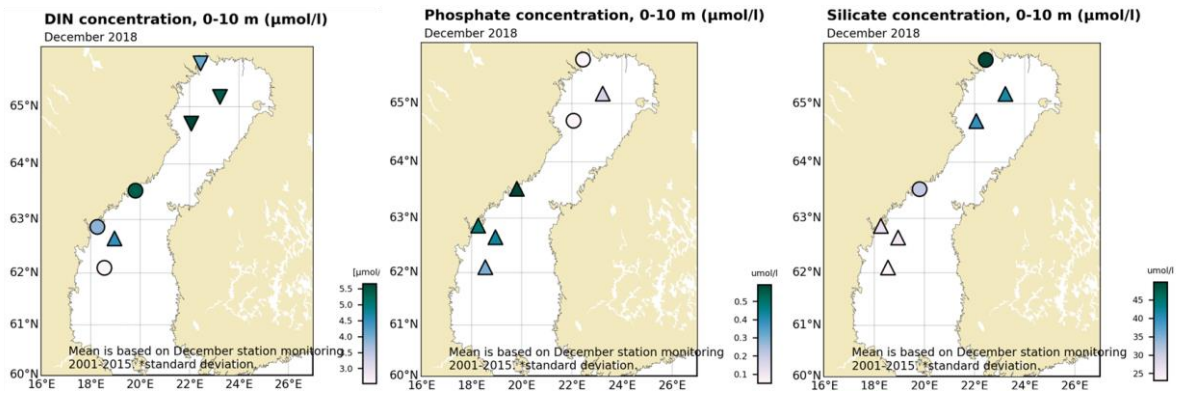 DIN concentration, 0-10 m (μmol/l)
December 2018
65°N
64°N
63°N
62°N
61°N
60°N
16°E 18°E 20°E 22°E 24°E 26°E
[μmol/
5.5
5.0
4.5
4.0
3.5
3.0
Mean is based on December station monitoring
2001-2015. *standard deviation.
Phosphate concentration, 0-10 m (μmol/l)
December 2018
65°N
64°N
63°N
62°N
61°N
60°N
16°E 18°E 20°E 22°E 24°E 26°E
umol/l
0.5
0.4
0.3
0.2
0.1
Mean is based on December station monitoring
2001-2015. *standard deviation.
Silicate concentration, 0-10 m (μmol/l)
December 2018
65°N
64°N
63°N
62°N
61°N
60°N
16°E 18°E 20°E 22°E 24°E 26°E
umol/l
45
40
35
30
25
Mean is based on December station monitoring
2001-2015. *standard deviation.